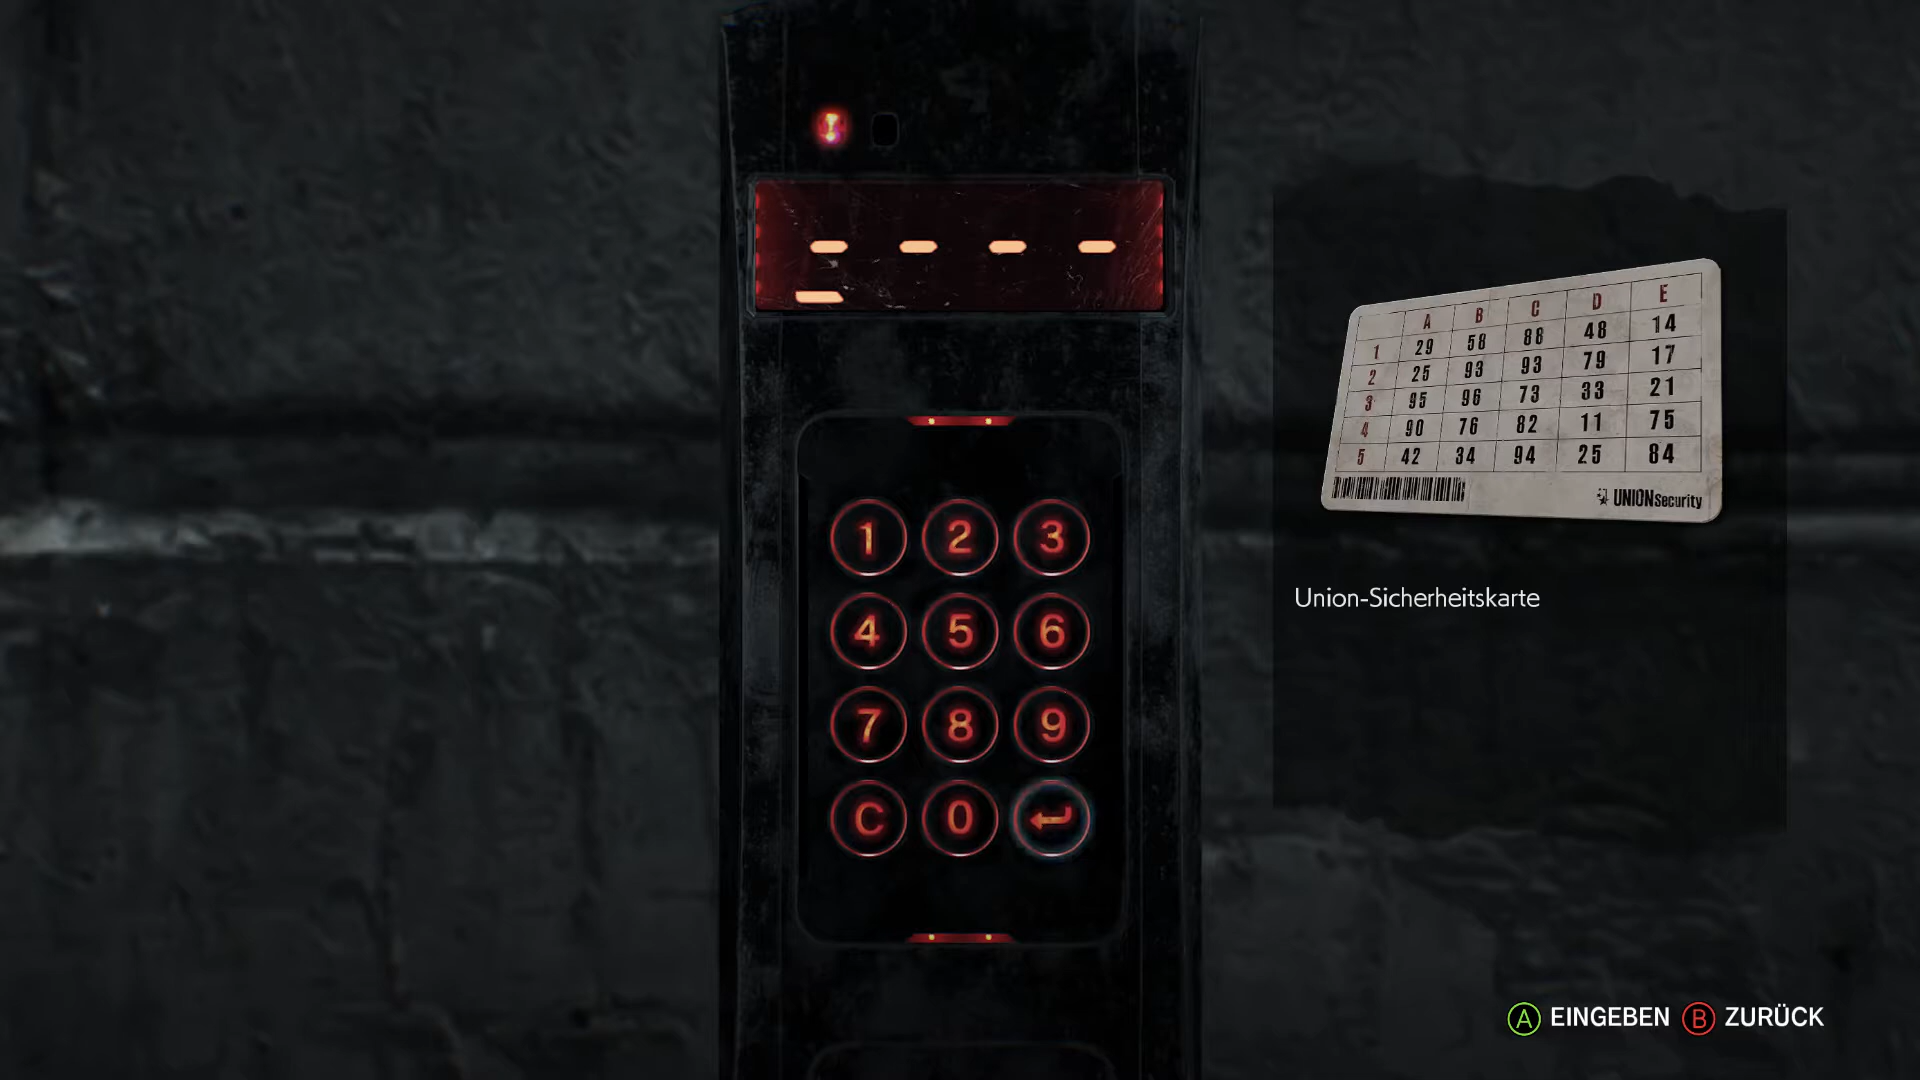 1 2 3
4 5 6
7 8 9
C 0
A B C D E
1 29 58 88 48 14
2 25 93 93 79 17
3 95 96 73 33 21
4 90 76 82 11 75
5 42 34 94 25 84
UNION Security
Union-Sicherheitskarte
A EINGEBEN B ZURÜCK